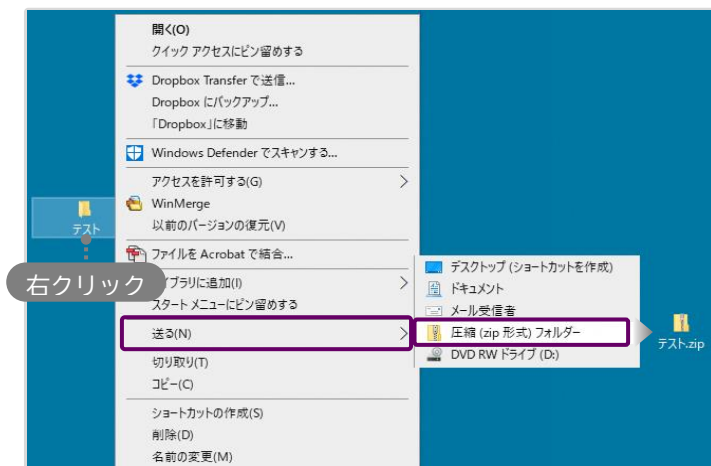 開く(O)
クイック アクセスにピン留めする
Dropbox Transfer で送信...
Dropbox にバックアップ...
「Dropbox」に移動
Windows Defender でスキャンする...
アクセスを許可する(G)
WinMerge
以前のバージョンの復元(V)
テスト
ファイルを Acrobat で結合...
右クリック
イブラリに追加(I)
スタート メニューにピン留めする
送る(N)
切り取り(T)
コピー(C)
ショートカットの作成(S)
削除(D)
名前の変更(M)
デスクトップ (ショートカットを作成)
ドキュメント
メール受信者
圧縮 (zip 形式) フォルダー
DVD RW ドライブ (D:)
テスト.zip